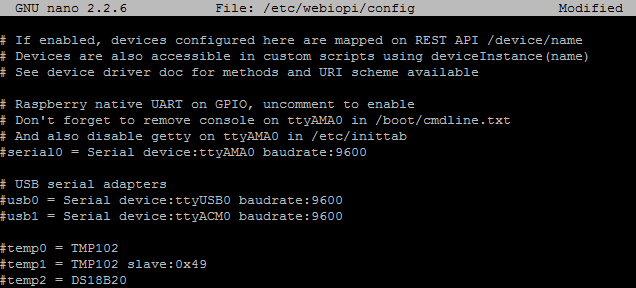 GNU nano 2.2.6 File: /etc/webiopi/config Modified
# If enabled, devices configured here are mapped on REST API /device/name
# Devices are also accessible in custom scripts using deviceInstance(name)
# See device driver doc for methods and URI scheme available
# Raspberry native UART on GPIO, uncomment to enable
# Don't forget to remove console on ttyAMA0 in /boot/cmdline.txt
# And also disable getty on ttyAMA0 in /etc/inittab
#serial0 = Serial device:ttyAMA0 baudrate:9600
# USB serial adapters
#usb0 = Serial device:ttyUSB0 baudrate:9600
#usb1 = Serial device:ttyACM0 baudrate:9600
#temp0 = TMP102
#temp1 = TMP102 slave:0x49
#temp2 = DS18B20